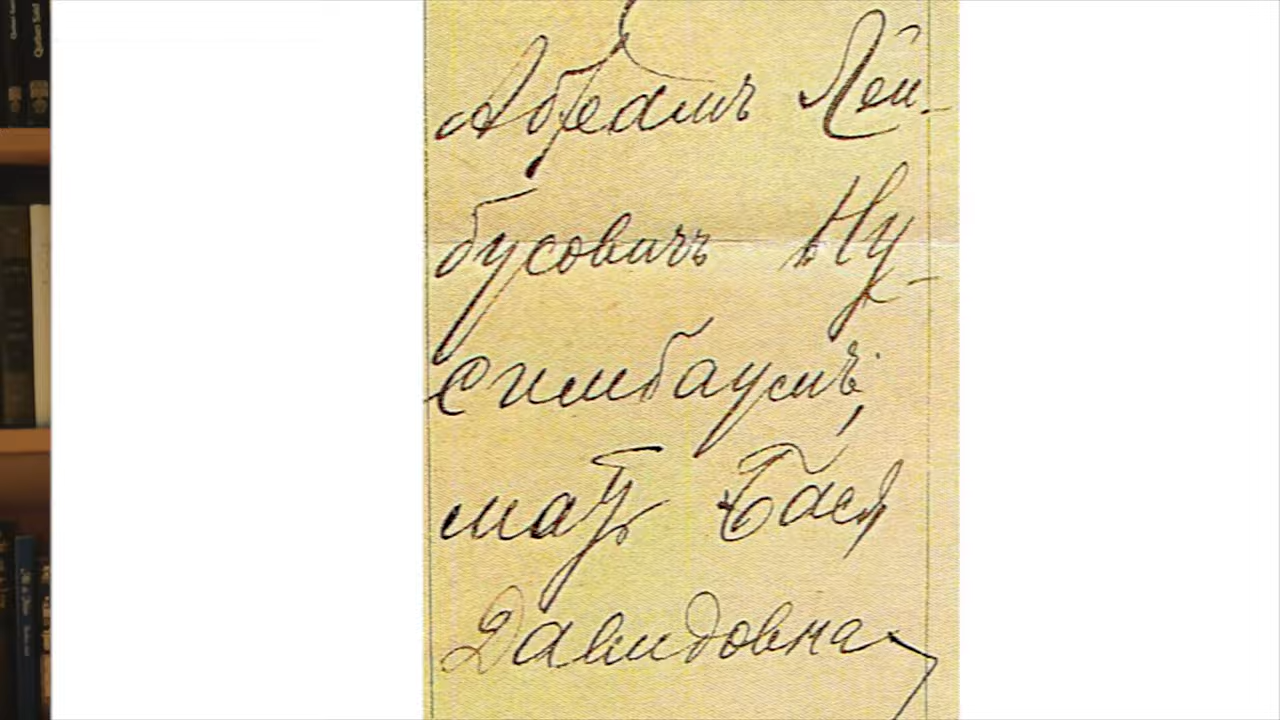 Абрамъ Лей-
бусовичъ Ну-
симбаумъ,
мать Бася
Давидовна